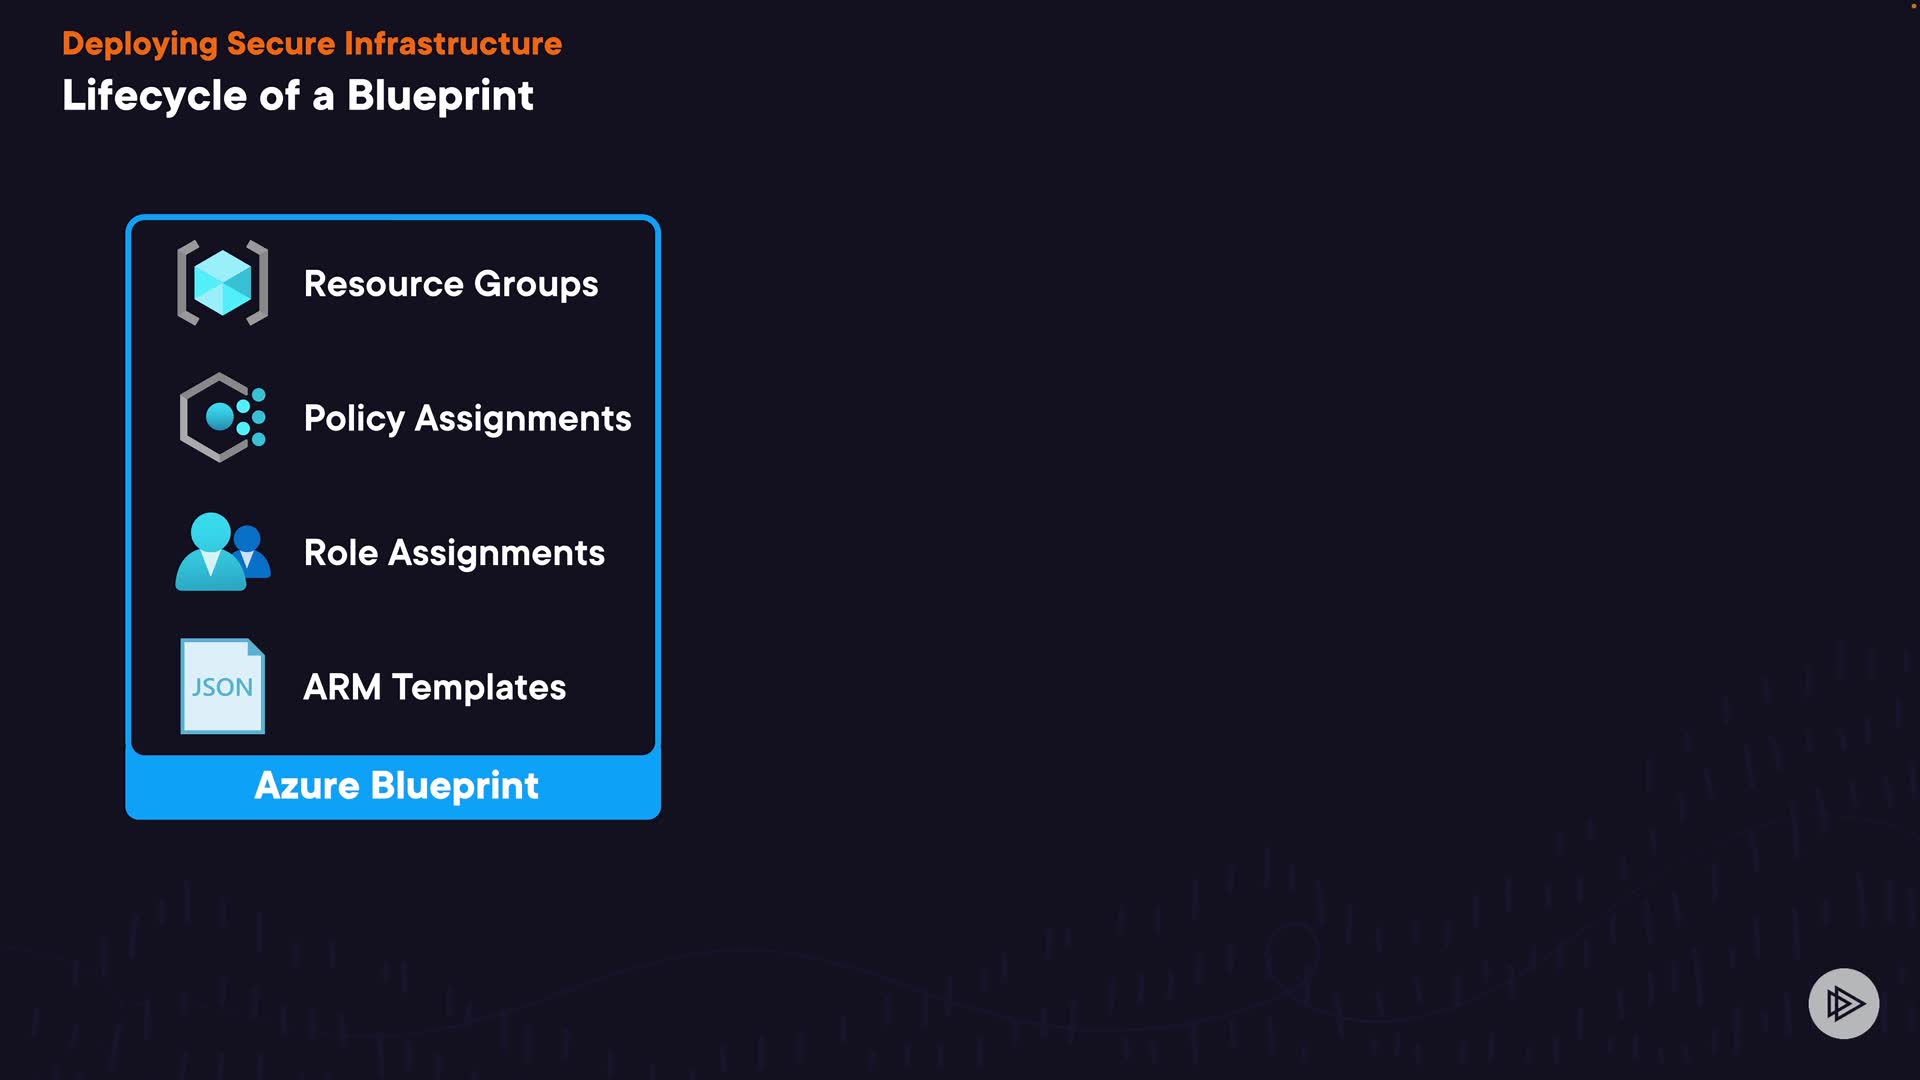 Deploying Secure Infrastructure
Lifecycle of a Blueprint
Resource Groups
Policy Assignments
Role Assignments
JSON
ARM Templates
Azure Blueprint